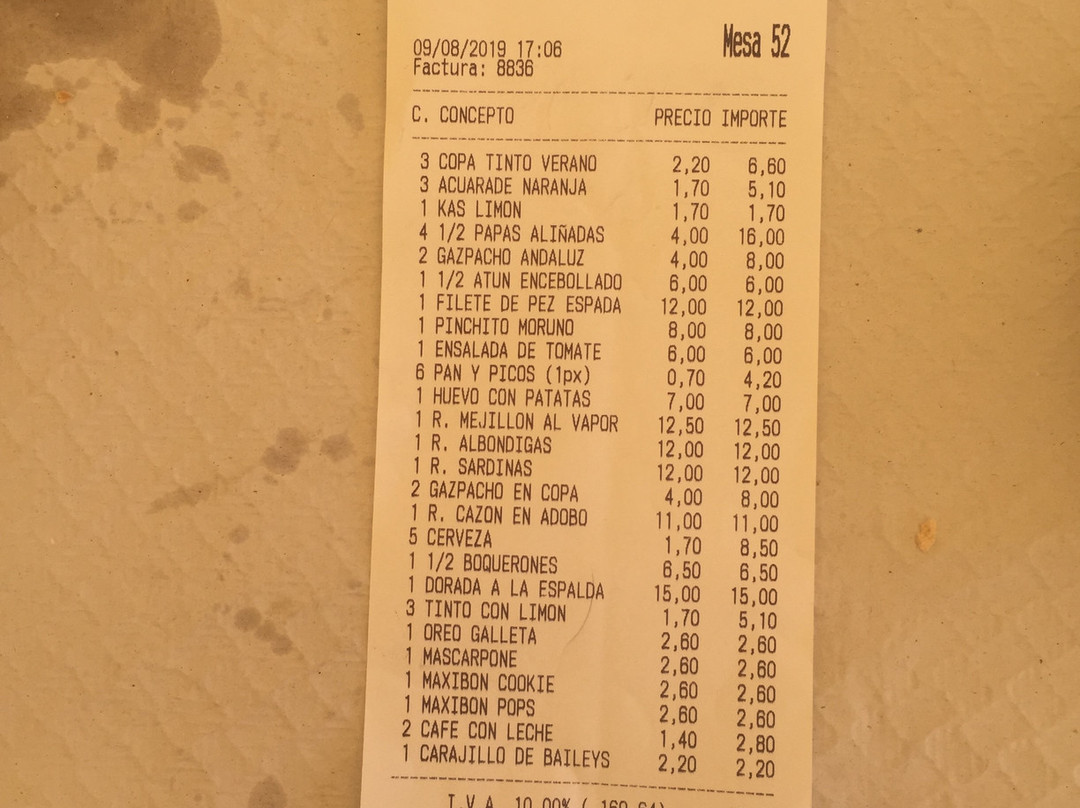 Mesa 52
09/08/2019 17:06
Factura: 8836
C. CONCEPTO PRECIO IMPORTE
3 COPA TINTO VERANO 2,20 6,60
3 ACUARADE NARANJA 1,70 5,10
1 KAS LIMON 1,70 1,70
4 1/2 PAPAS ALIÑADAS 4,00 16,00
2 GAZPACHO ANDALUZ 4,00 8,00
1 1/2 ATUN ENCEBOLLADO 6,00 6,00
1 FILETE DE PEZ ESPADA 12,00 12,00
1 PINCHITO MORUNO 8,00 8,00
1 ENSALADA DE TOMATE 6,00 6,00
6 PAN Y PICOS (1px) 0,70 4,20
1 HUEVO CON PATATAS 7,00 7,00
1 R. MEJILLON AL VAPOR 12,50 12,50
1 R. ALBONDIGAS 12,00 12,00
1 R. SARDINAS 12,00 12,00
2 GAZPACHO EN COPA 4,00 8,00
1 R. CAZON EN ADOBO 11,00 11,00
5 CERVEZA 1,70 8,50
1 1/2 BOQUERONES 6,50 6,50
1 DORADA A LA ESPALDA 15,00 15,00
3 TINTO CON LIMON 1,70 5,10
1 OREO GALLETA 2,60 2,60
1 MASCARPONE 2,60 2,60
1 MAXIBON COOKIE 2,60 2,60
1 MAXIBON POPS 2,60 2,60
2 CAFE CON LECHE 1,40 2,80
1 CARAJILLO DE BAILEYS 2,20 2,20
I.V.A. 10,00% (